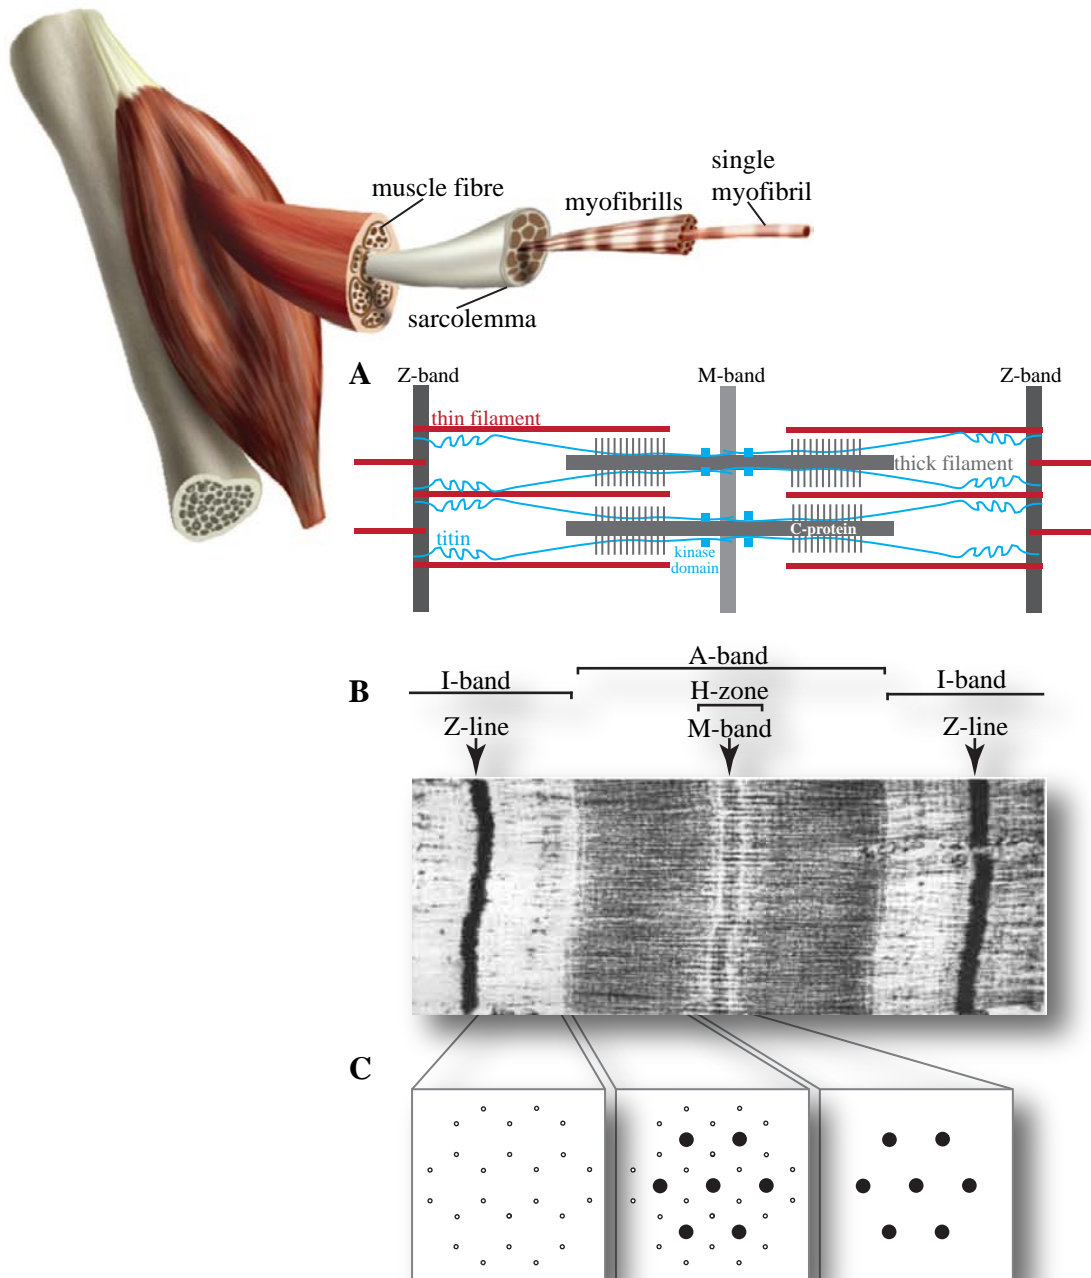 single
myofibril
muscle fibre
myofibrills
sarcolemma
A
Z-band
M-band
Z-band
thin filament
thick filament
titin
C-protein
kinase
domain
A-band
B
I-band
H-zone
I-band
Z-line
M-band
Z-line
C